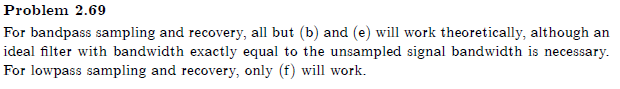 Problem 2.69
For bandpass sampling and recovery, all but (b) and (e) will work theoretically, although an
ideal filter with bandwidth exactly equal to the unsampled signal bandwidth is necessary.
For lowpass sampling and recovery, only (f) will work.